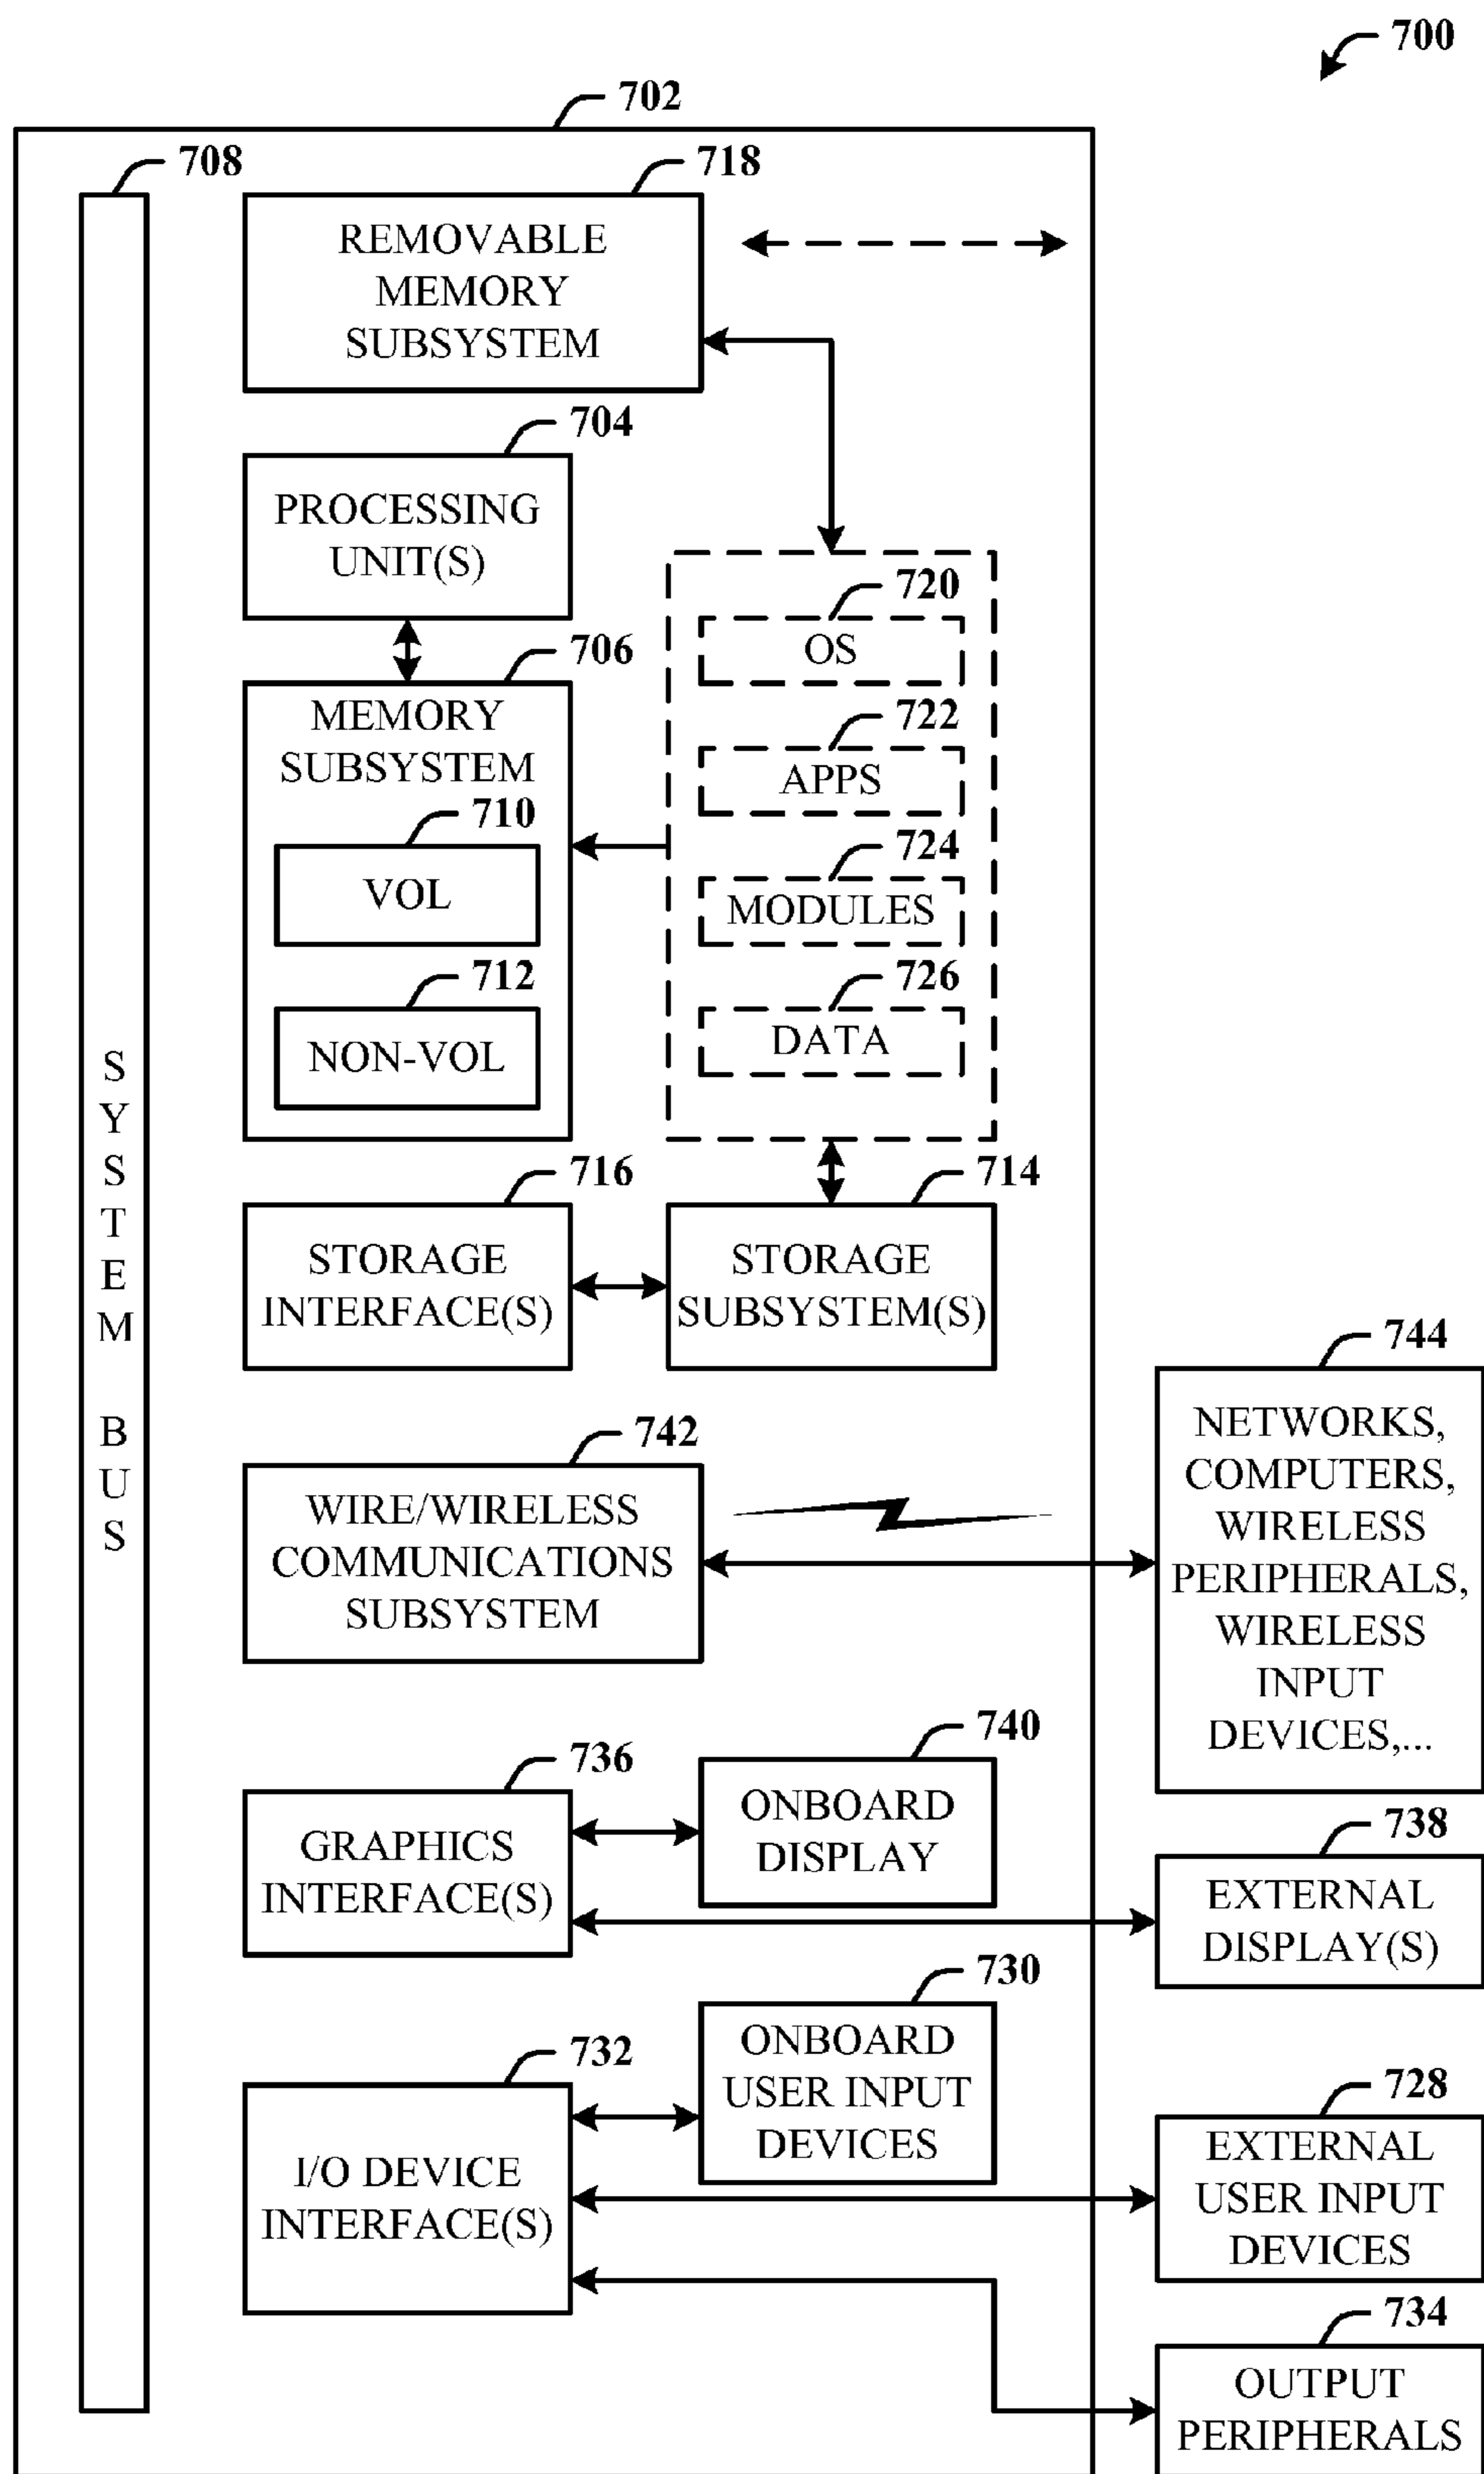 700
702
708
718
REMOVABLE
MEMORY
SUBSYSTEM
704
PROCESSING
UNIT(S)
706
MEMORY
SUBSYSTEM
710
VOL
712
NON-VOL
720
OS
722
APPS
724
MODULES
726
DATA
716
STORAGE
INTERFACE(S)
714
STORAGE
SUBSYSTEM(S)
SYSTEM BUS
742
WIRE/WIRELESS
COMMUNICATIONS
SUBSYSTEM
744
NETWORKS,
COMPUTERS,
WIRELESS
PERIPHERALS,
WIRELESS
INPUT
DEVICES,...
736
GRAPHICS
INTERFACE(S)
740
ONBOARD
DISPLAY
738
EXTERNAL
DISPLAY(S)
732
I/O DEVICE
INTERFACE(S)
730
ONBOARD
USER INPUT
DEVICES
728
EXTERNAL
USER INPUT
DEVICES
734
OUTPUT
PERIPHERALS